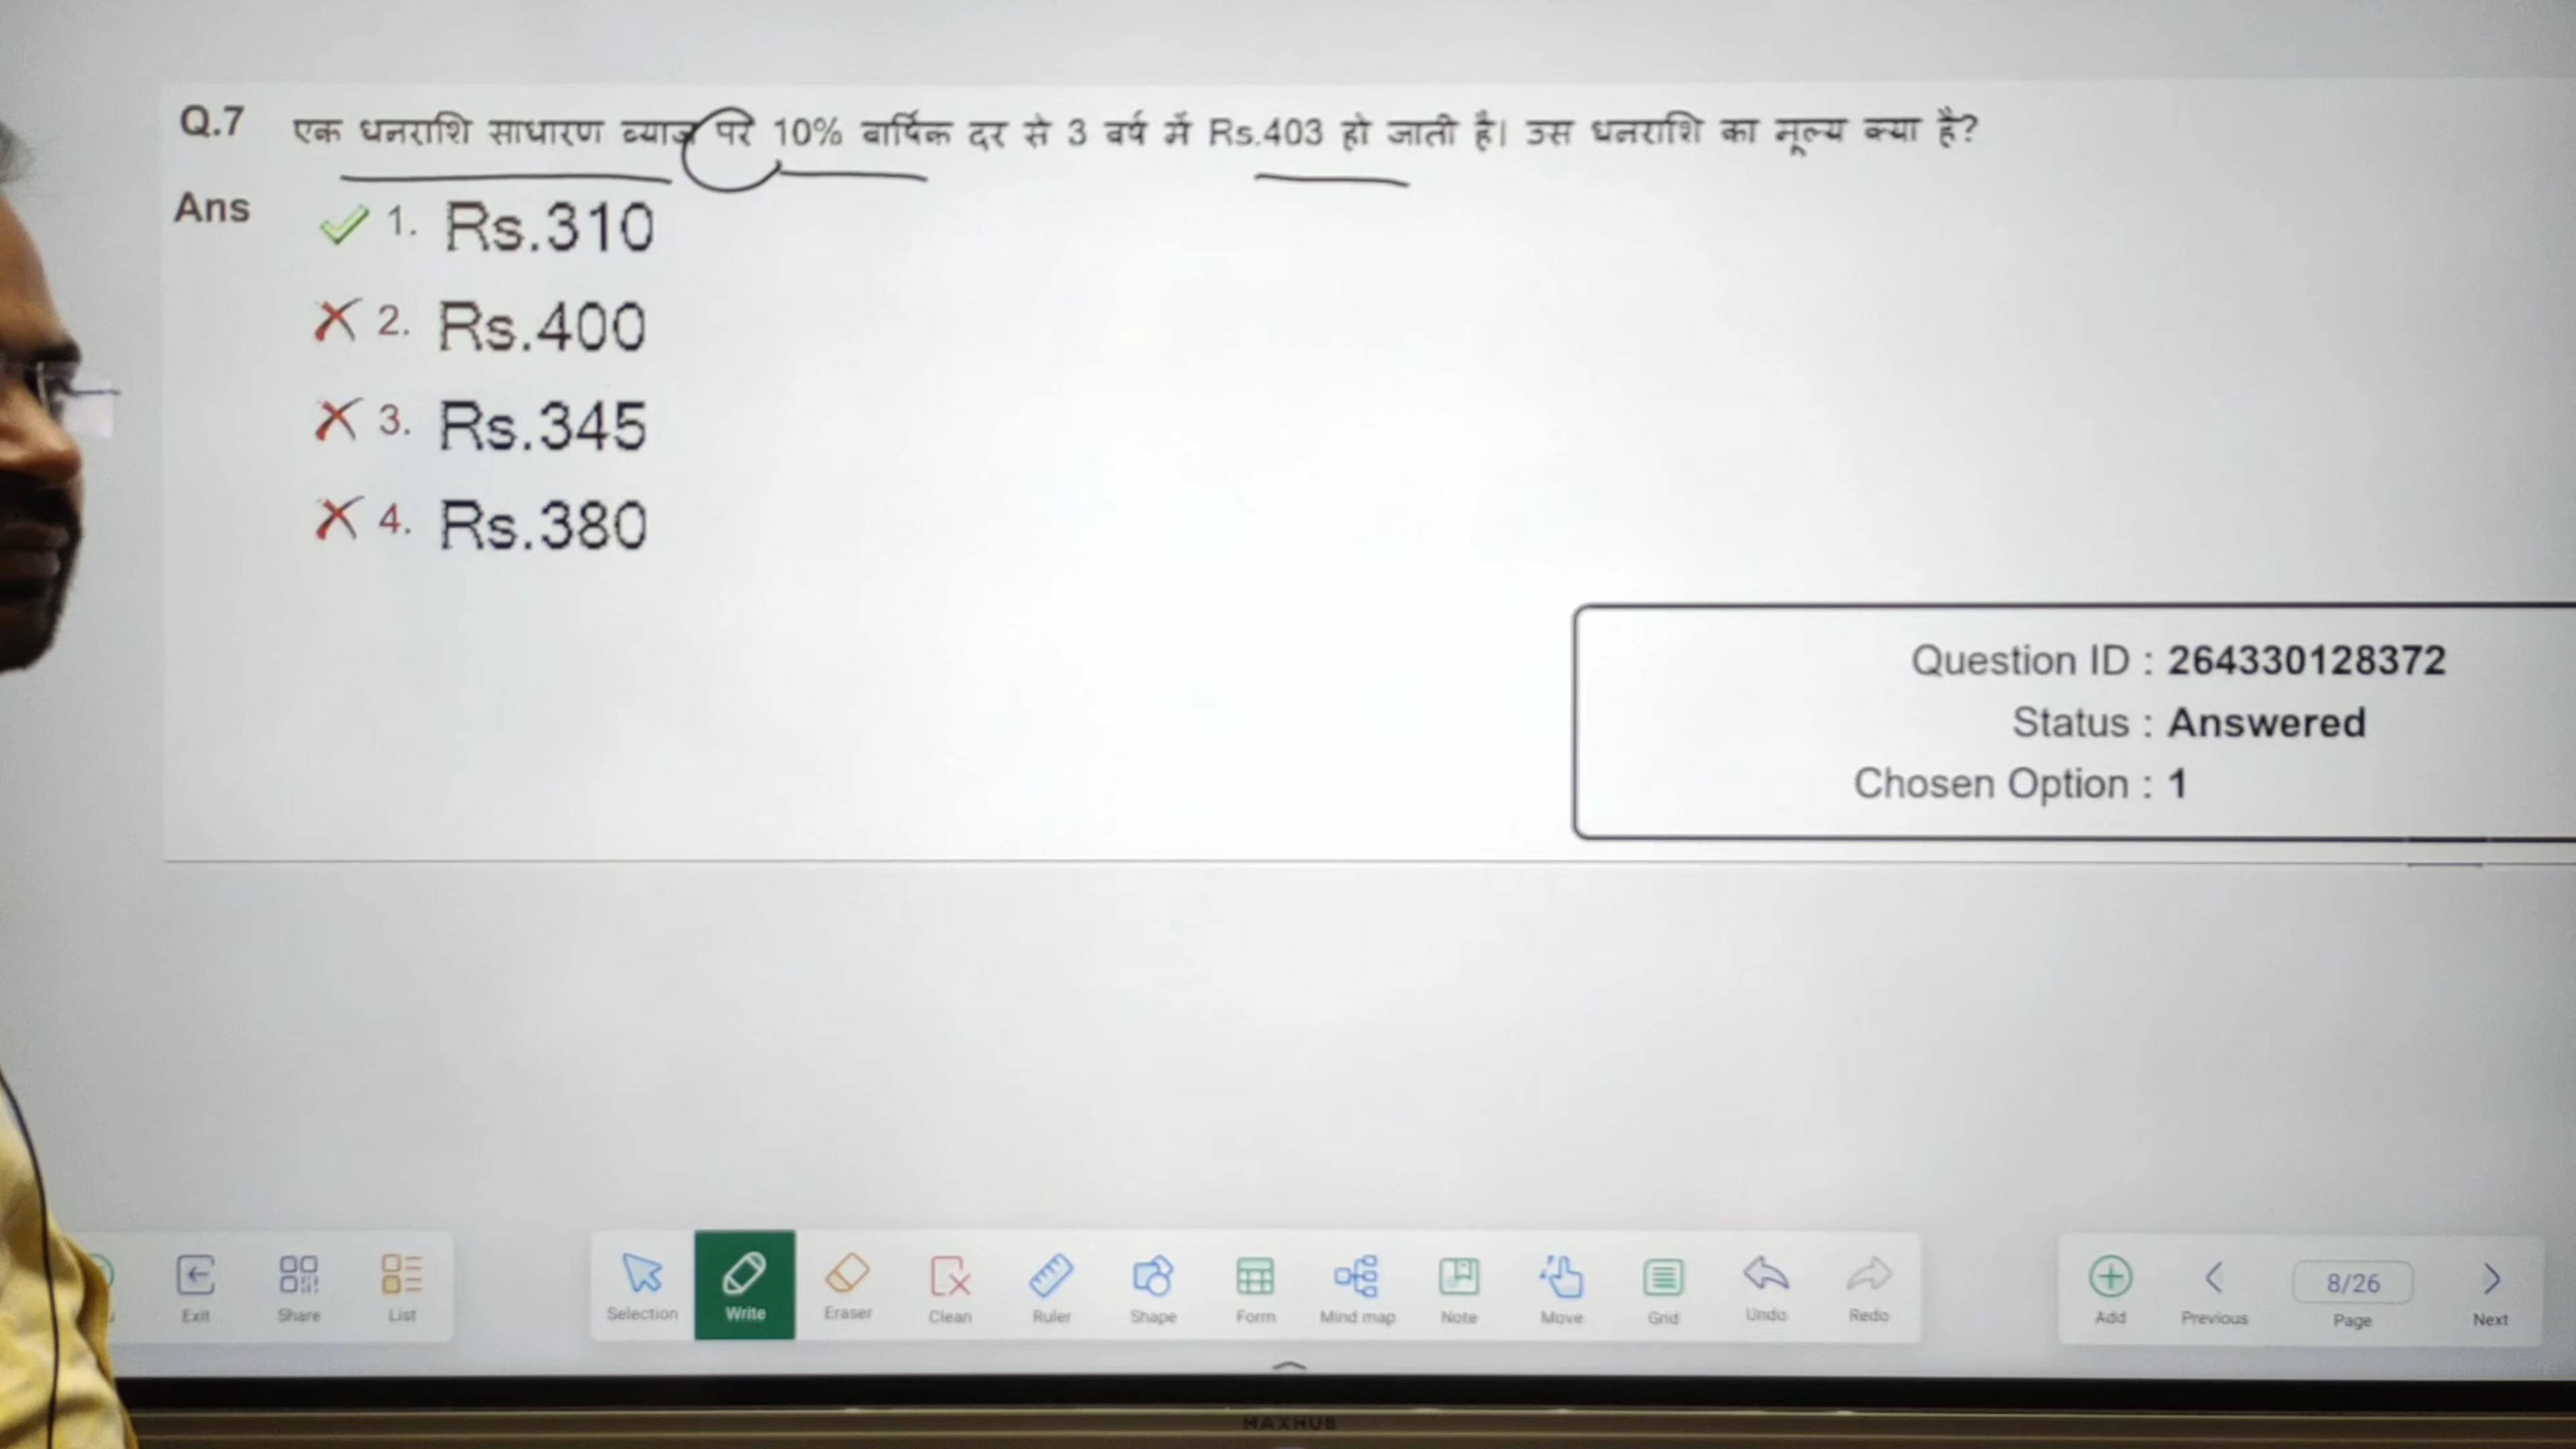 Q.7 एक धनराशि साधारण ब्याज पर 10% वार्षिक दर से 3 वर्ष में Rs.403 हो जाती है। उस धनराशि का मूल्य क्या है?
Ans 1. Rs.310
2. Rs.400
3. Rs.345
4. Rs.380
Question ID : 264330128372
Status : Answered
Chosen Option : 1
Exit Share List Selection Write Eraser Clean Ruler Shape Form Mind map Note Move Grid Undo Redo Add Previous 8/26 Page Next
MAXHUB